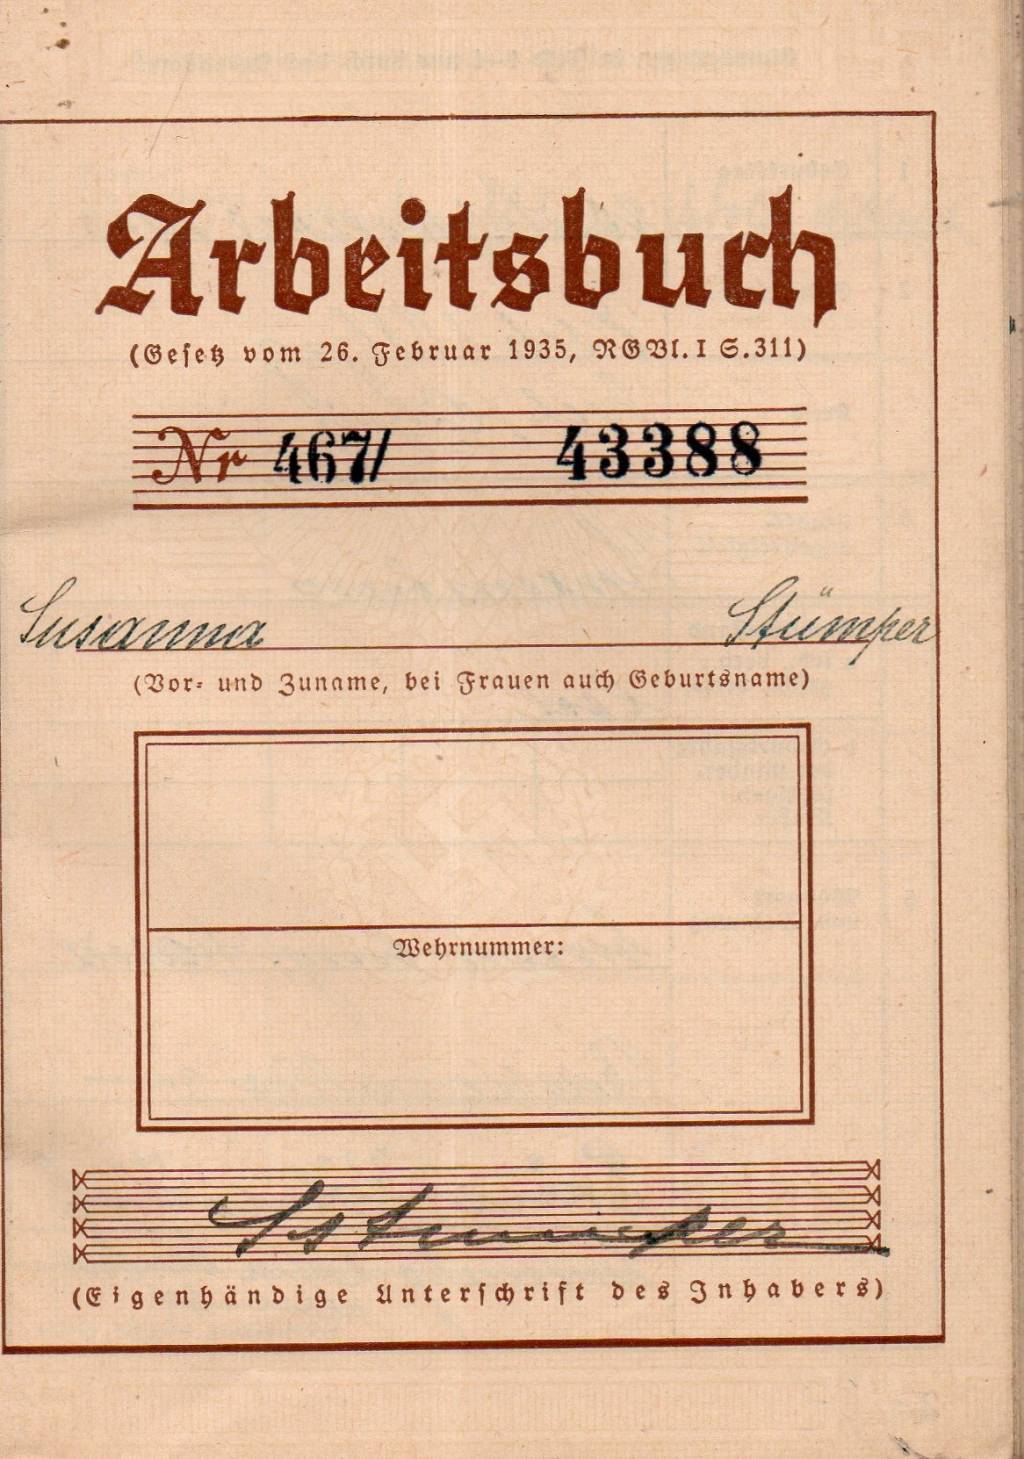 Arbeitsbuch
(Gesetz vom 26. Februar 1935, RGBl. I S. 311)
Nr 467/ 43388
Susanna Stümper
(Vor- und Zuname, bei Frauen auch Geburtsname)
Wehrnummer:
S. Stümper
(Eigenhändige Unterschrift des Inhabers)